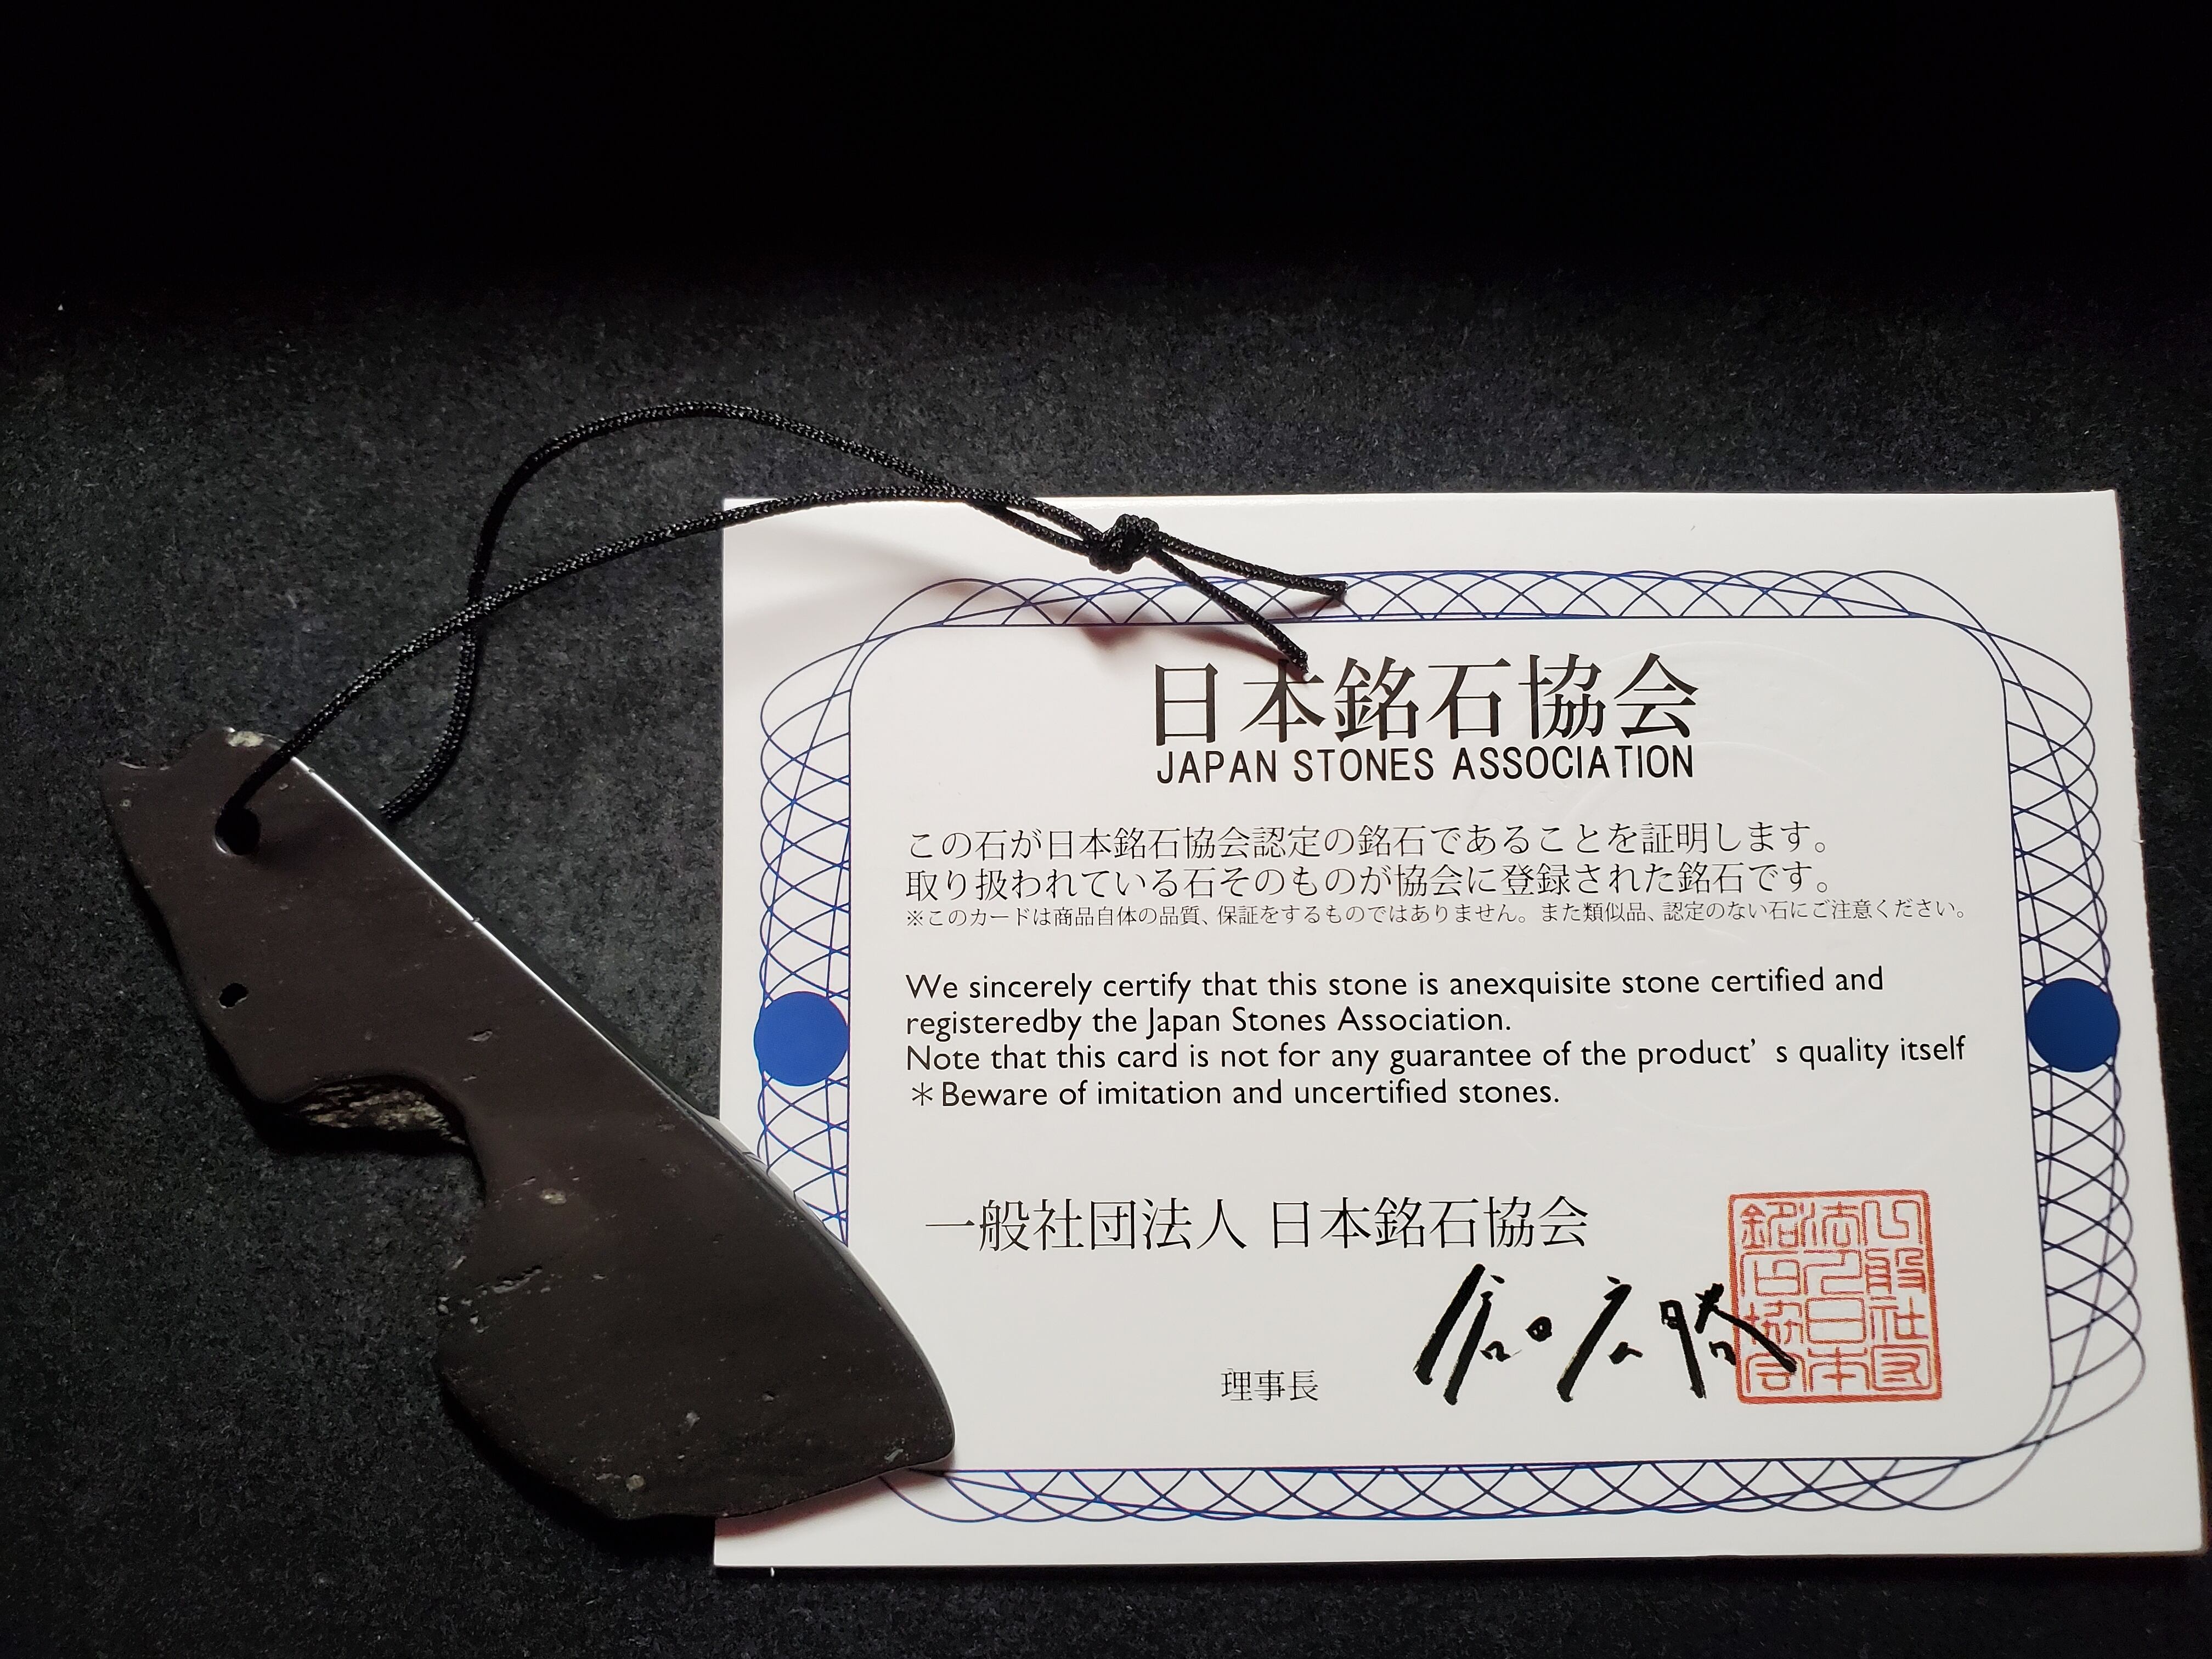 日本銘石協会
JAPAN STONES ASSOCIATION
この石が日本銘石協会認定の銘石であることを証明します。
取り扱われている石そのものが協会に登録された銘石です。
※このカードは商品自体の品質、保証をするものではありません。また類似品、認定のない石にご注意ください。
We sincerely certify that this stone is anexquisite stone certified and
registeredby the Japan Stones Association.
Note that this card is not for any guarantee of the product’s quality itself
＊Beware of imitation and uncertified stones.
一般社団法人 日本銘石協会
理事長